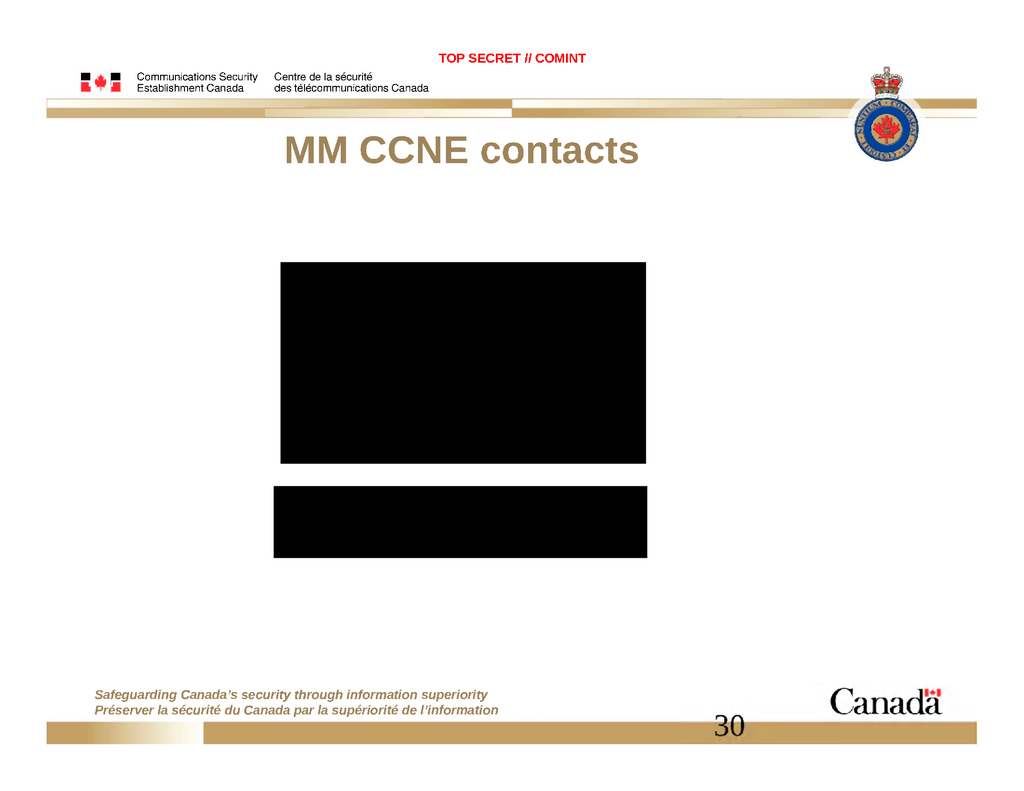 TOP SECRET // COMINT
Communications Security Centre de la sécurité
Establishment Canada des télécommunications Canada
MM CCNE contacts
Safeguarding Canada's security through information superiority
Préserver la sécurité du Canada par la supériorité de l'information
Canada
30